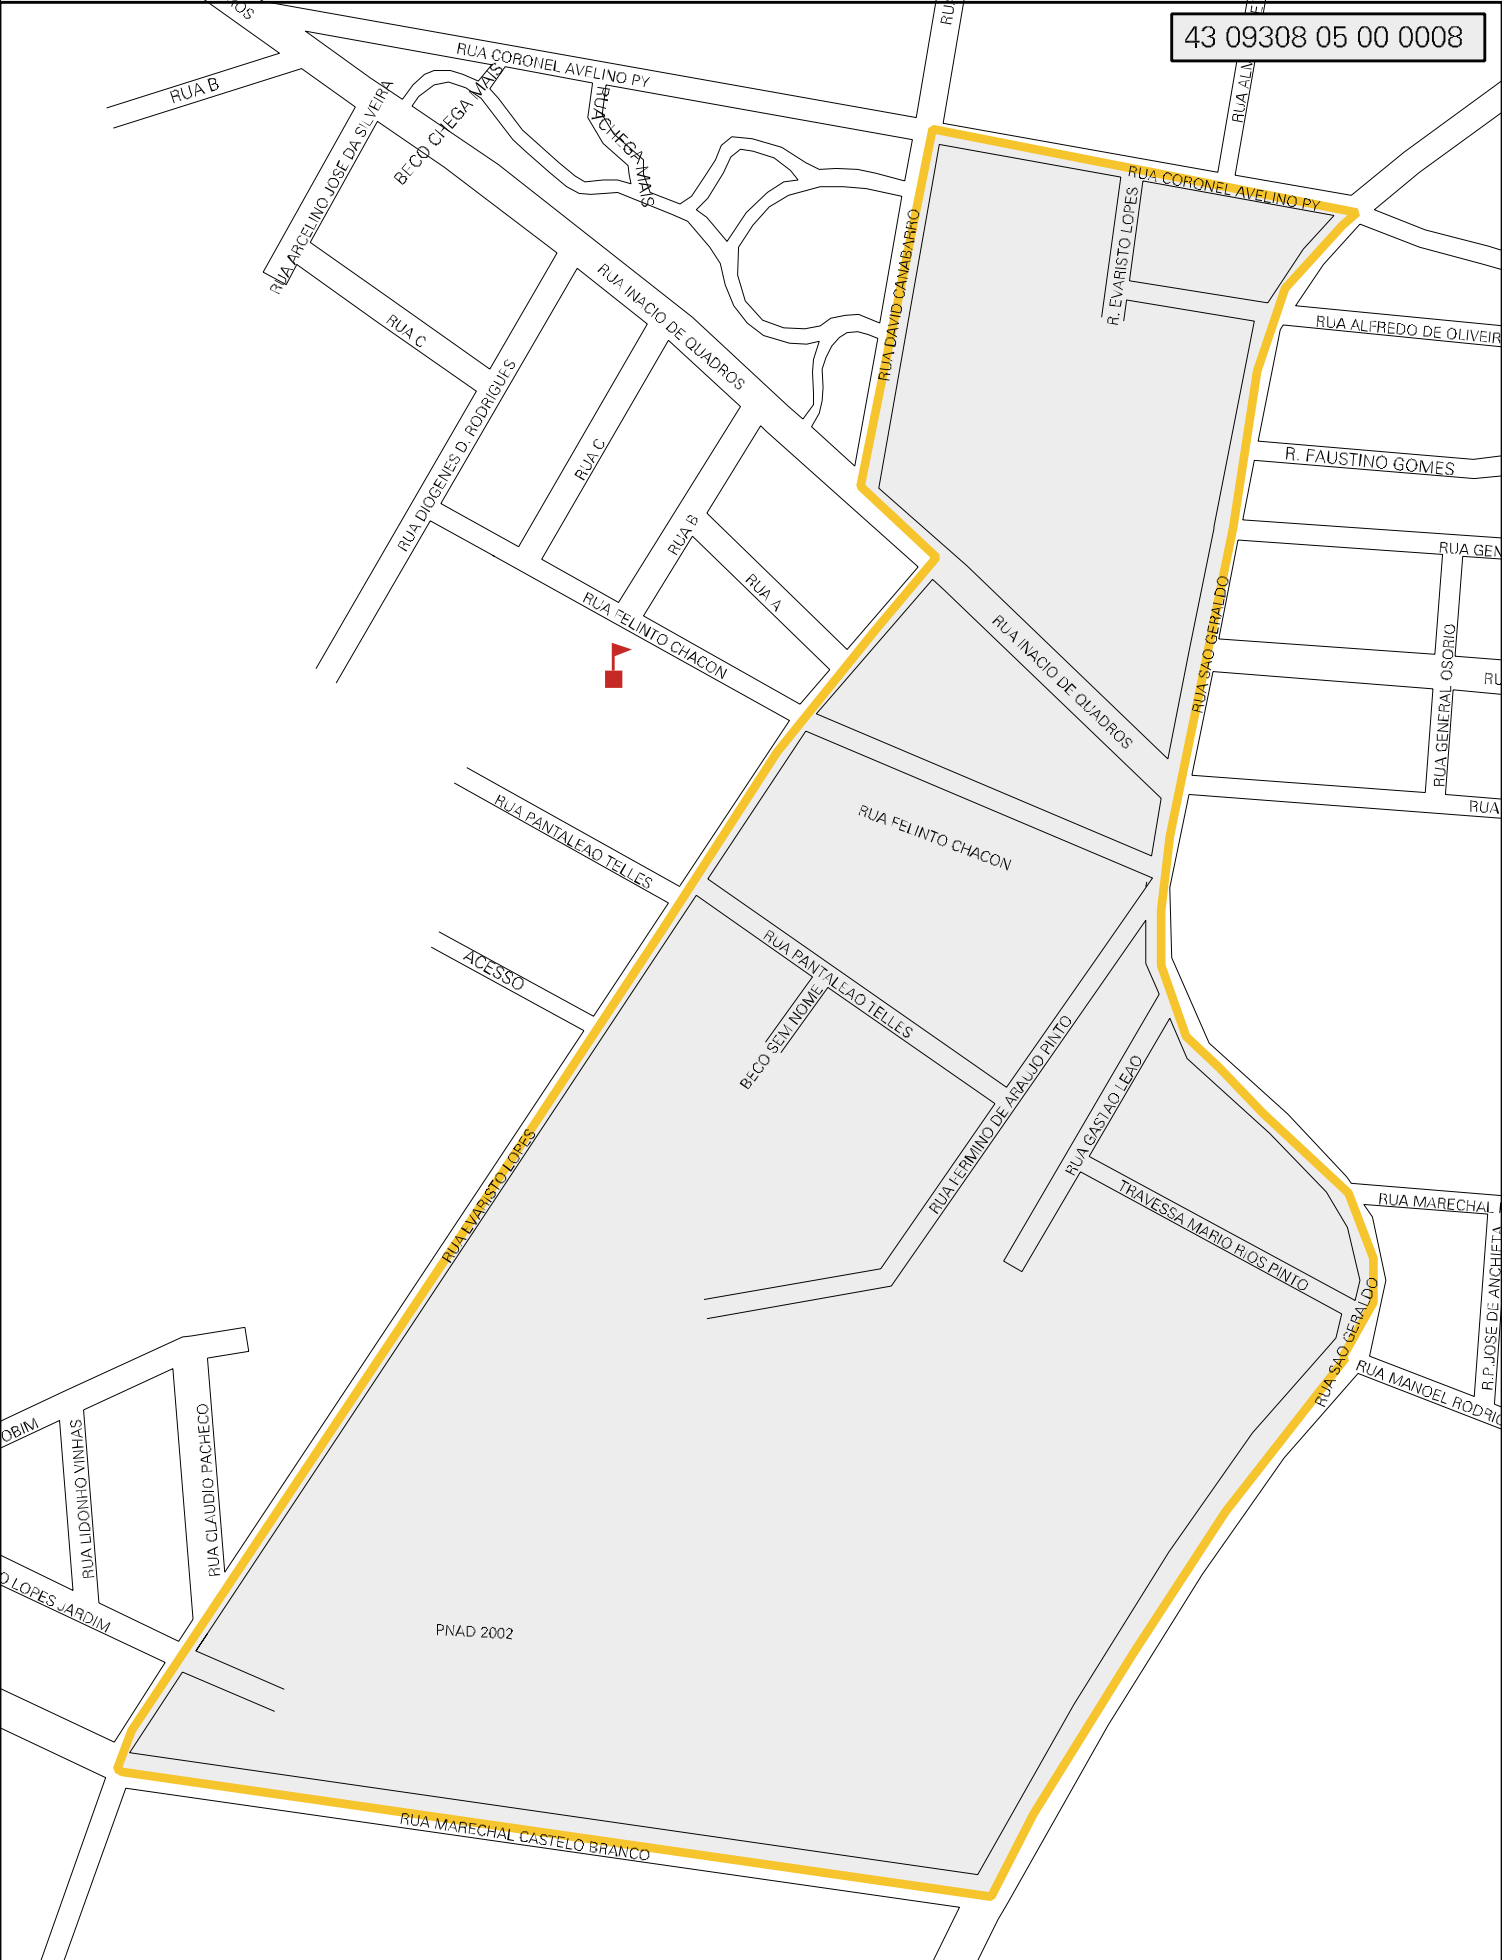 43 09308 05 00 0008
RUA CORONEL AVELINO PY
RUA B
BECO CHEGA MAIS
RUA CHEGA MAIS
RUA ARCELINO JOSE DA SILVEIRA
RUA CORONEL AVELINO PY
R. EVARISTO LOPES
RUA DAVID CANABARRO
RUA INACIO DE QUADROS
RUA C
RUA ALFREDO DE OLIVEIR
RUA DIOGENES D. RODRIGUES
RUA C
R. FAUSTINO GOMES
RUA B
RUA A
RUA GEN
RUA FELINTO CHACON
RUA SAO GERALDO
RUA INACIO DE QUADROS
RUA GENERAL OSORIO
RU
RUA
RUA PANTALEAO TELLES
RUA FELINTO CHACON
ACESSO
RUA PANTALEAO TELLES
BECO SEM NOME
RUA FERMINO DE ARAUJO PINTO
RUA GASTAO LEAO
RUA EVARISTO LOPES
TRAVESSA MARIO RIOS PINTO
RUA MARECHAL
R.P.JOSE DE ANCHIETA
RUA SAO GERALDO
RUA MANOEL RODRIG
OBIM
RUA LIDONHO VINHAS
RUA CLAUDIO PACHECO
O LOPES JARDIM
PNAD 2002
RUA MARECHAL CASTELO BRANCO